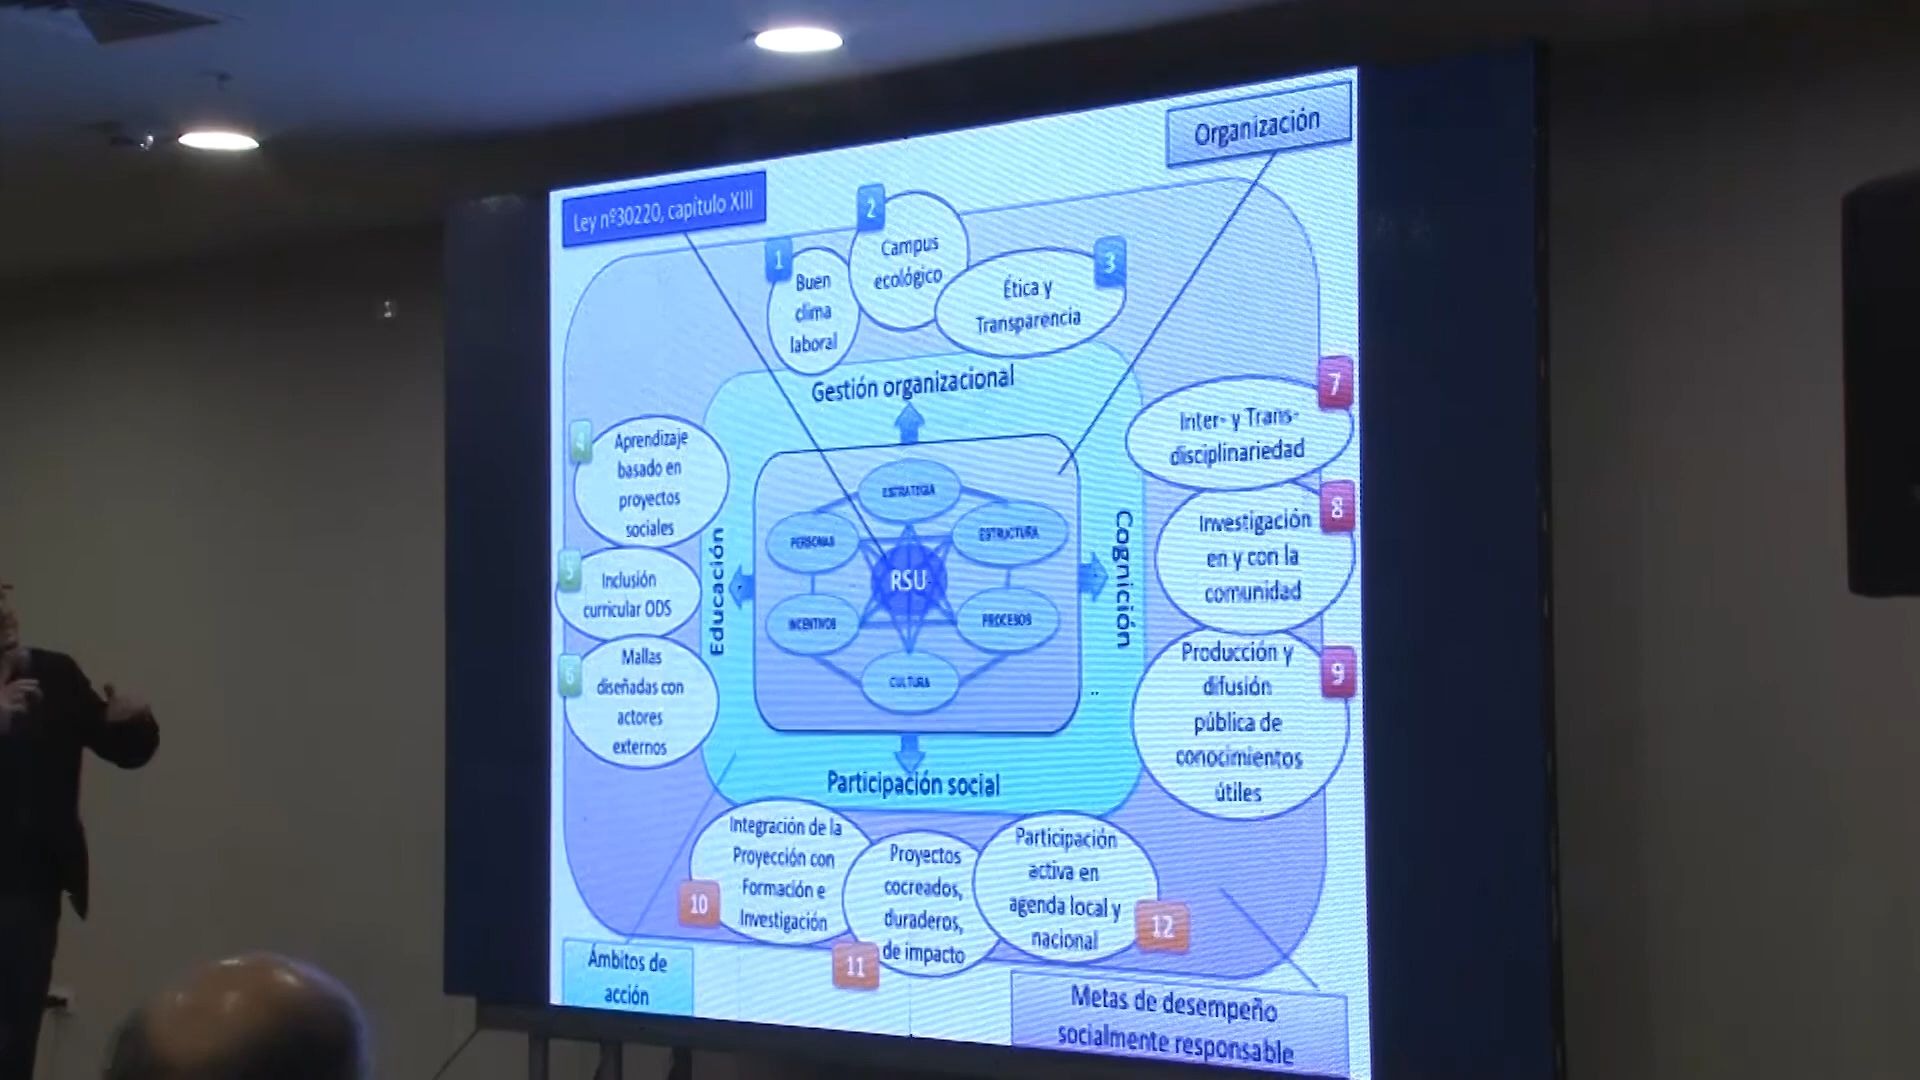 Organización
Ley nº30220, capítulo XIII
2
Campus
ecológico
1
Buen
clima
laboral
3
Ética y
Transparencia
Gestión organizacional
7
Inter- y Trans-
disciplinariedad
4
Aprendizaje
basado en
proyectos
sociales
8
Investigación
en y con la
comunidad
5
Inclusión
curricular ODS
Educación
Cognición
ESTRATEGIA
PERSONAS
ESTRUCTURA
RSU
INCENTIVOS
PROCESOS
CULTURA
6
Mallas
diseñadas con
actores
externos
9
Producción y
difusión
pública de
conocimientos
útiles
Participación social
10
Integración de la
Proyección con
Formación e
Investigación
11
Proyectos
cocreados,
duraderos,
de impacto
12
Participación
activa en
agenda local y
nacional
Ámbitos de
acción
Metas de desempeño
socialmente responsable